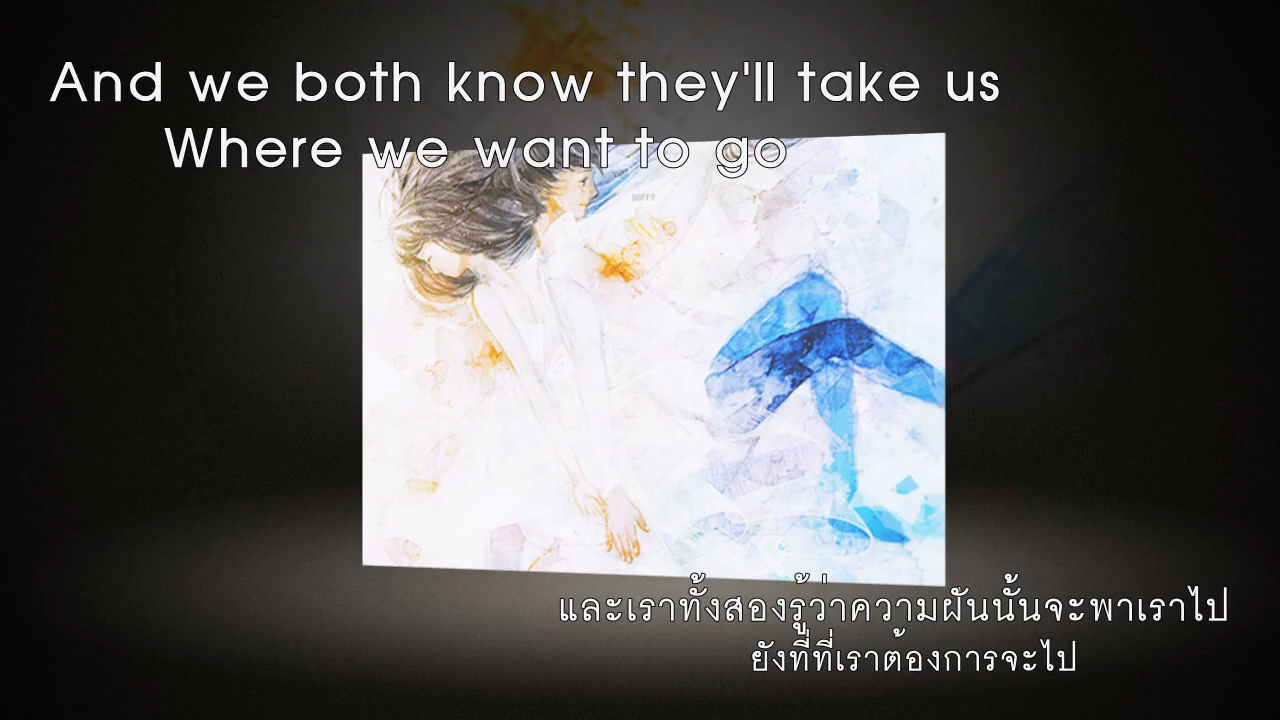 And we both know they'll take us
Where we want to go
และเราทั้งสองรู้ว่าความผันนั้นจะพาเราไป
ยังที่ที่เราต้องการจะไป